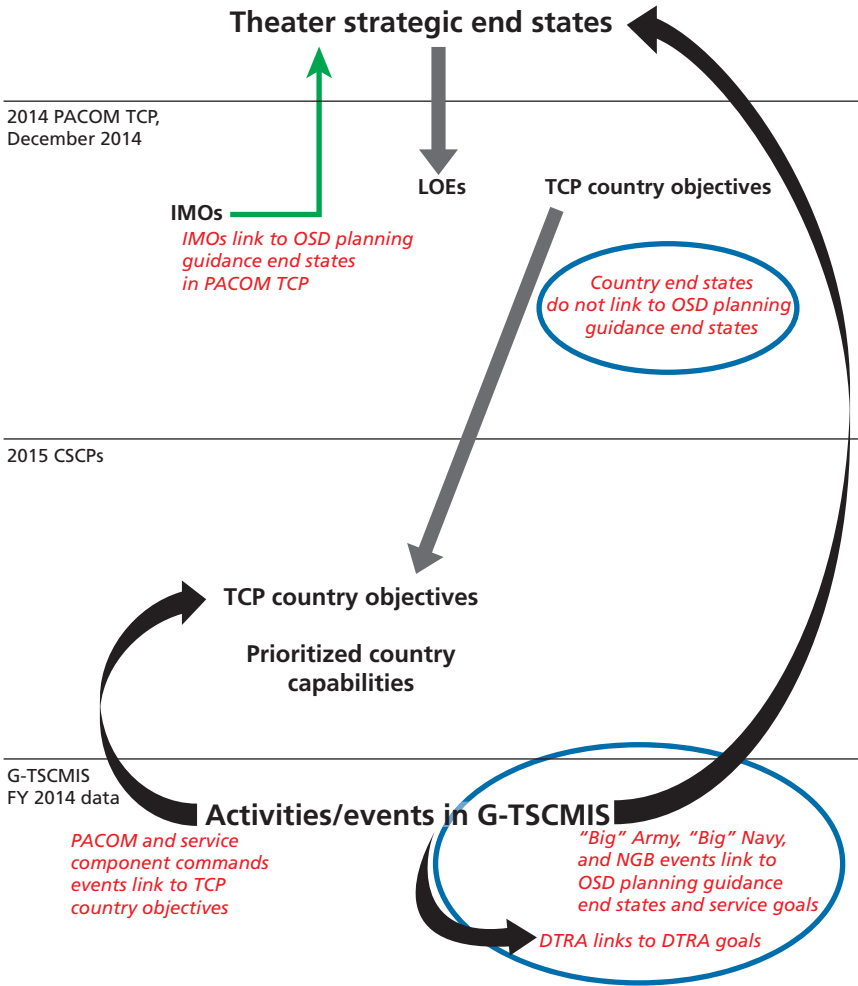 Theater strategic end states
2014 PACOM TCP,
December 2014
LOEs
TCP country objectives
IMOs
IMOs link to OSD planning
guidance end states
in PACOM TCP
Country end states
do not link to OSD planning
guidance end states
2015 CSCPs
TCP country objectives
Prioritized country
capabilities
G-TSCMIS
FY 2014 data
Activities/events in G-TSCMIS
PACOM and service
component commands
events link to TCP
country objectives
“Big” Army, “Big” Navy,
and NGB events link to
OSD planning guidance
end states and service goals
DTRA links to DTRA goals